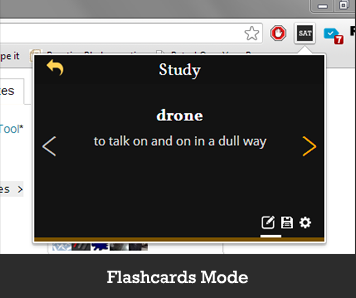 SAT
7
pe it
Study
es
drone
to talk on and on in a dull way
Tool*
es >
Flashcards Mode